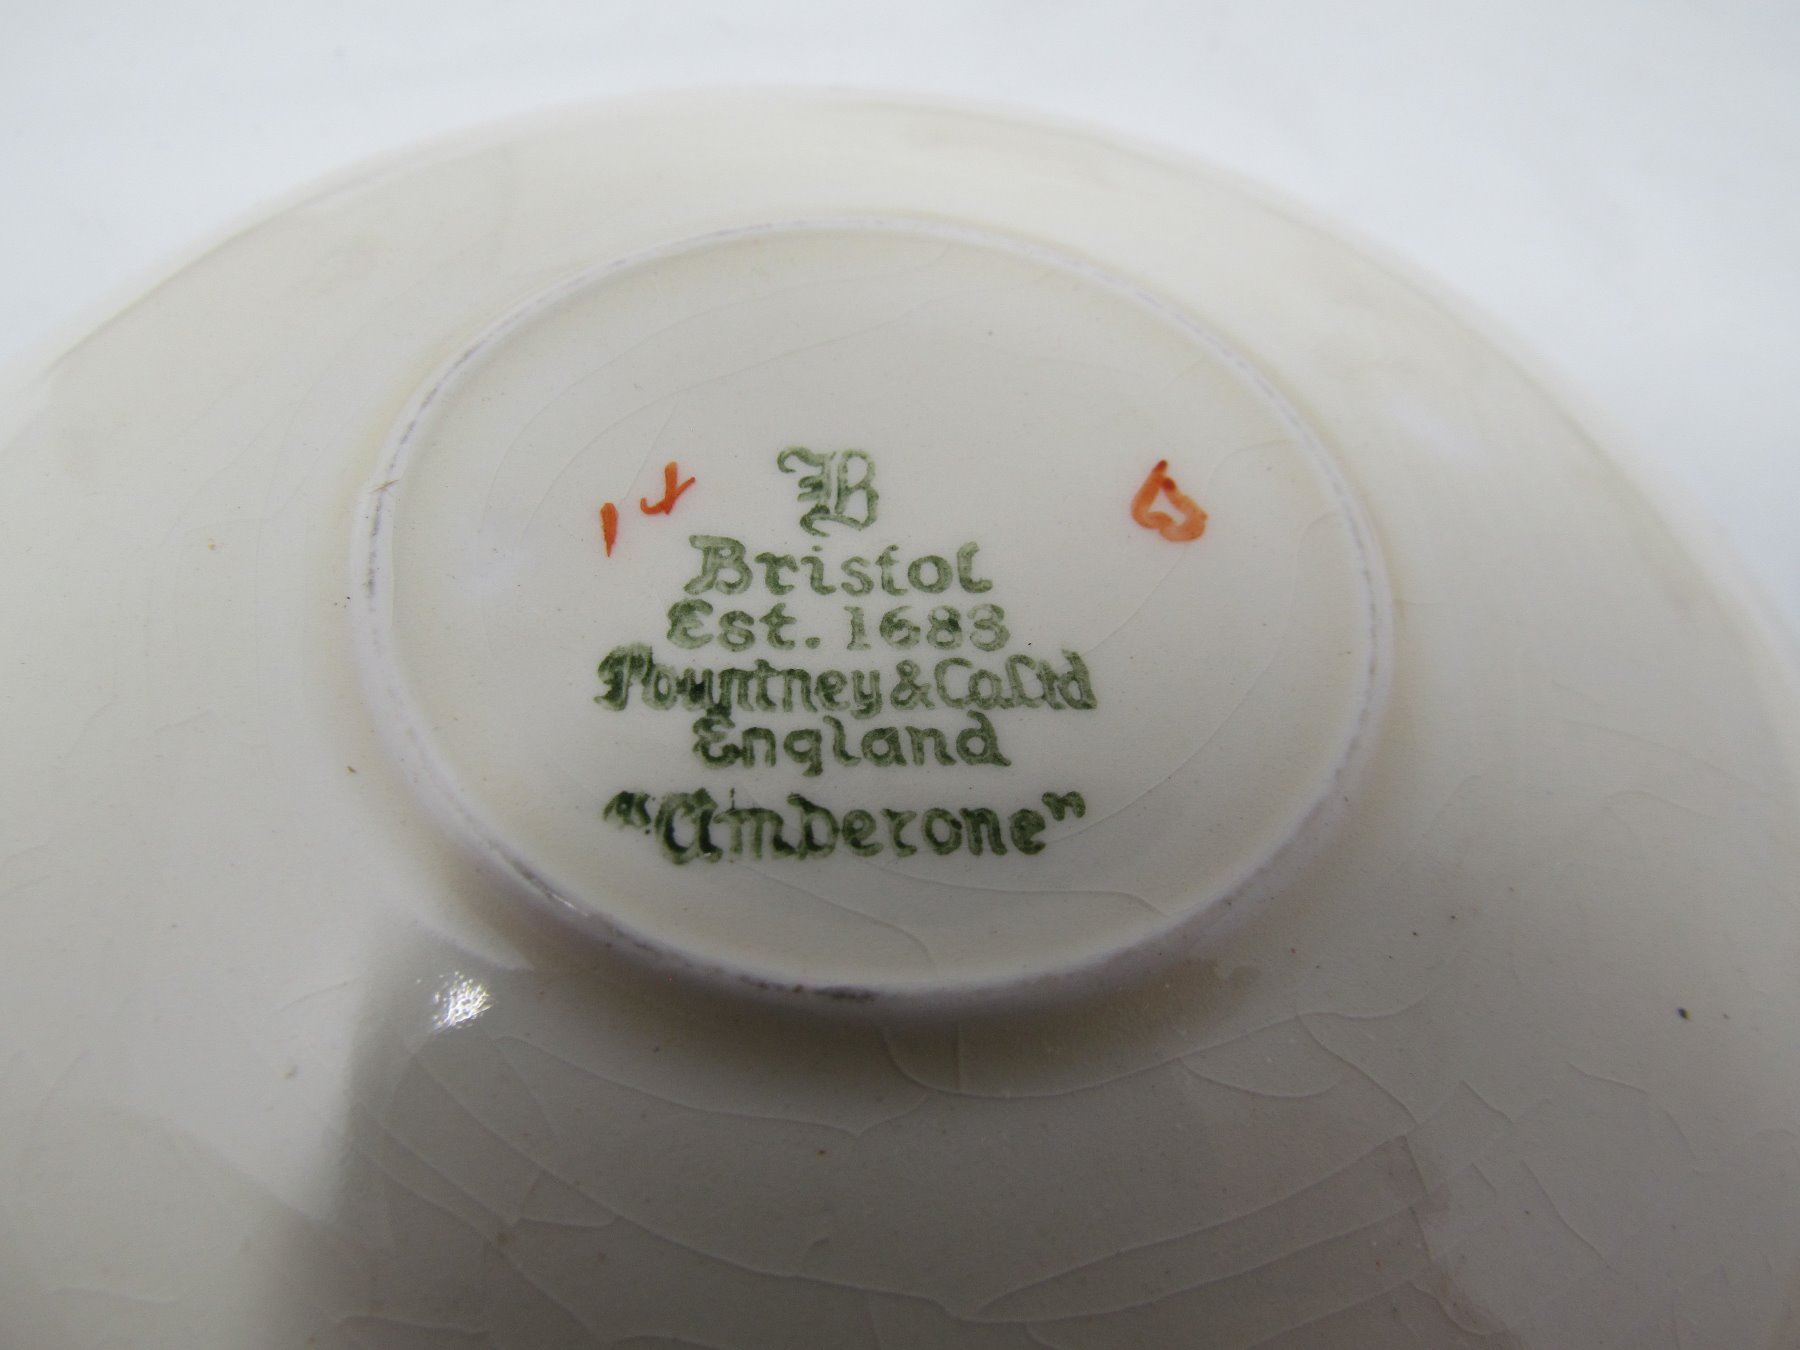 B
Bristol
Est. 1683
Pountney & Co Ltd
England
"Amberone"